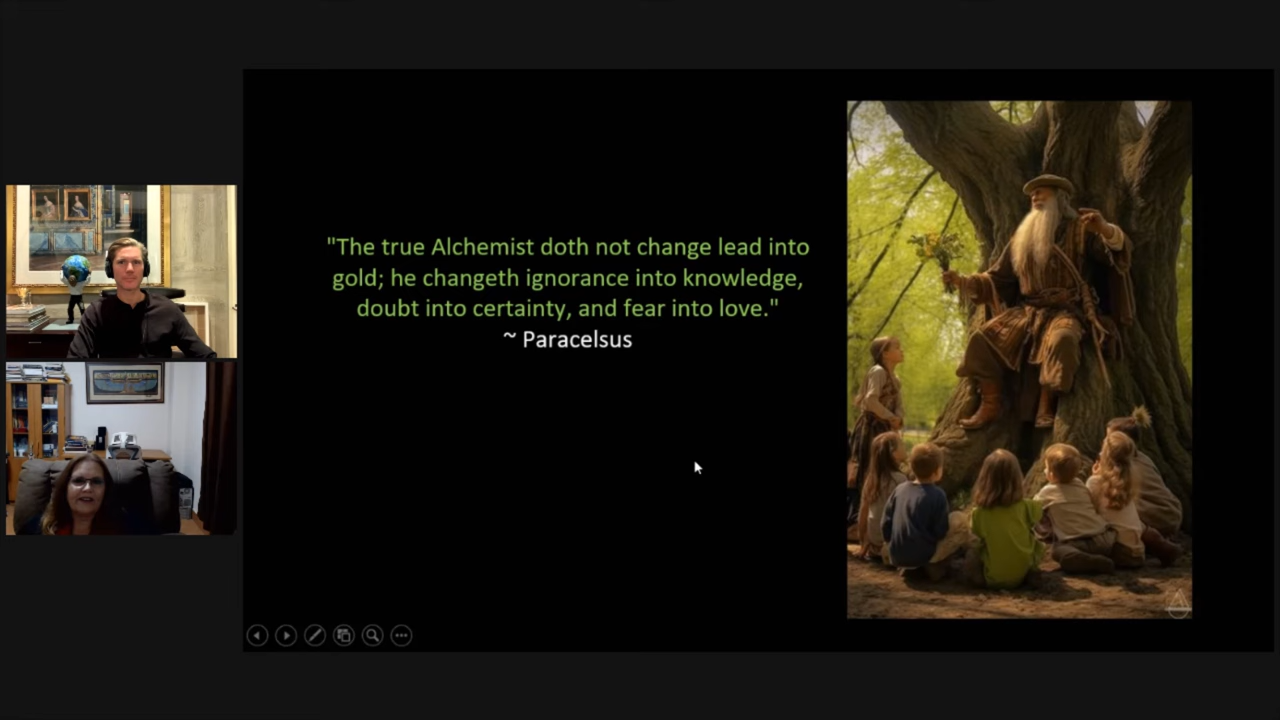 "The true Alchemist doth not change lead into
gold; he changeth ignorance into knowledge,
doubt into certainty, and fear into love."
~ Paracelsus